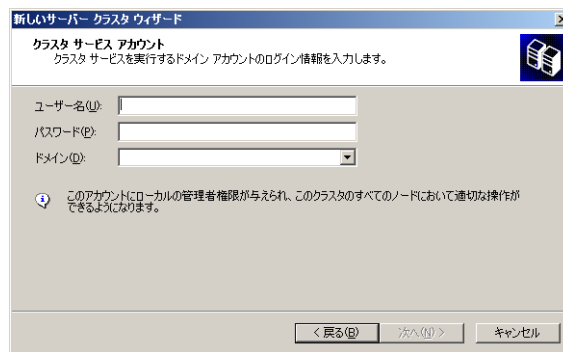 新しいサーバー クラスタ ウィザード
クラスタ サービス アカウント
クラスタ サービスを実行するドメイン アカウントのログイン情報を入力します。
ユーザー名(U):
パスワード(P):
ドメイン(D):
このアカウントにローカルの管理者権限が与えられ、このクラスタのすべてのノードにおいて適切な操作が
できるようになります。
< 戻る(B)
次へ(N) >
キャンセル